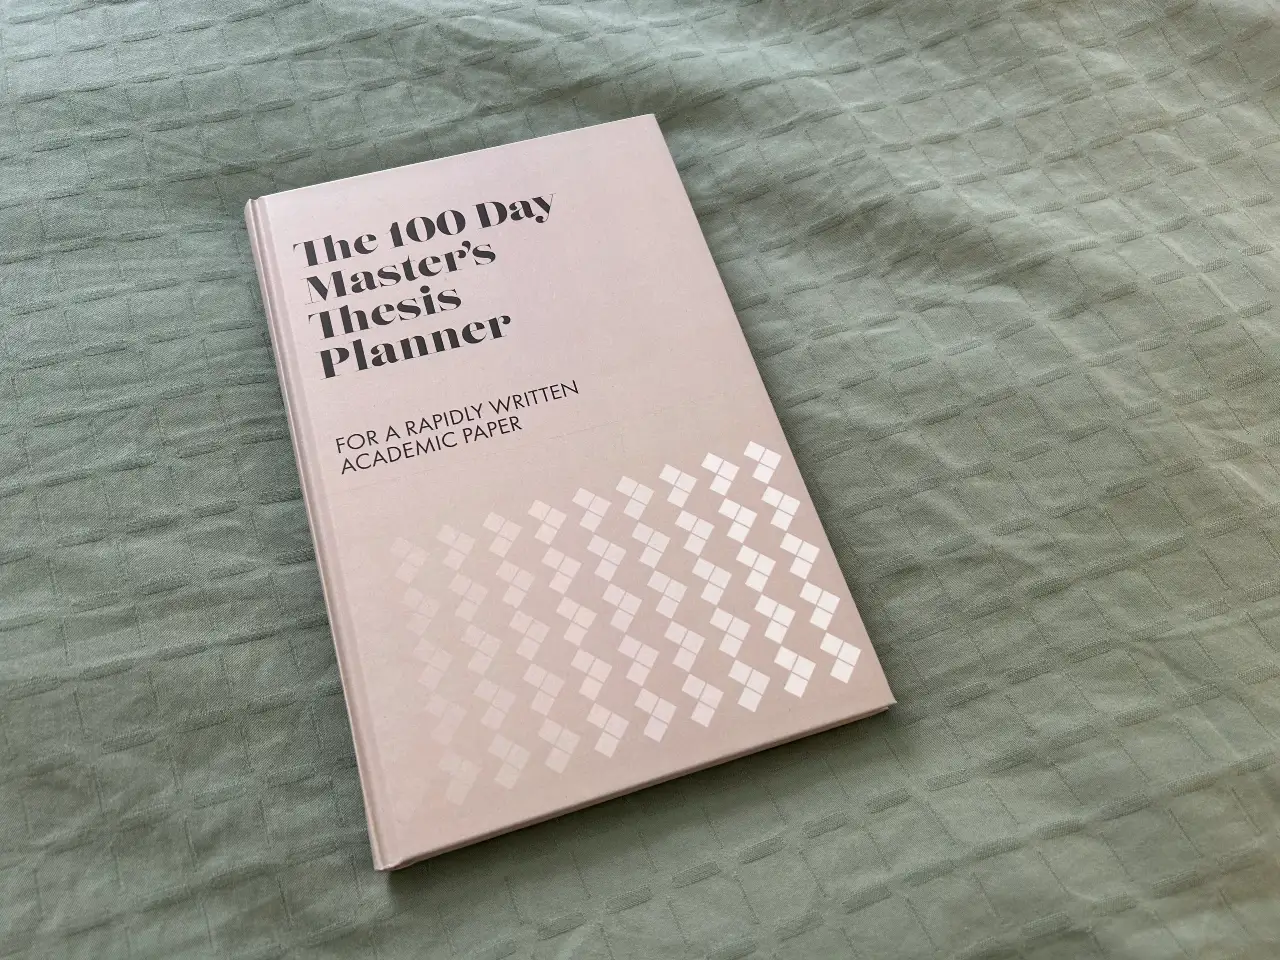 The 100 Day
Master's
Thesis
Planner
FOR A RAPIDLY WRITTEN
ACADEMIC PAPER